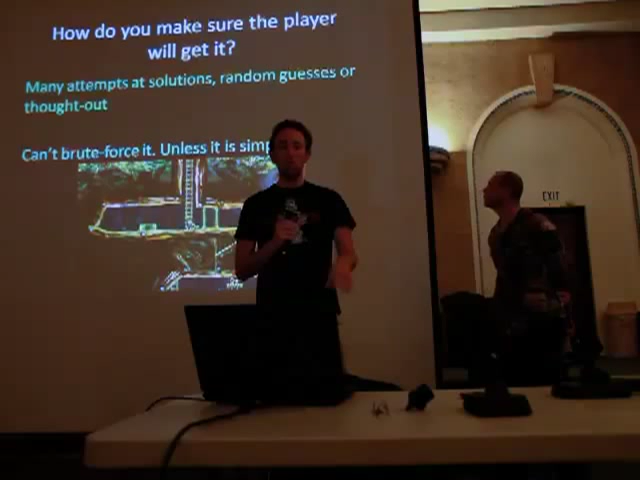 How do you make sure the player
will get it?
Many attempts at solutions, random guesses or
thought-out
Can't brute-force it. Unless it is simp
EXIT